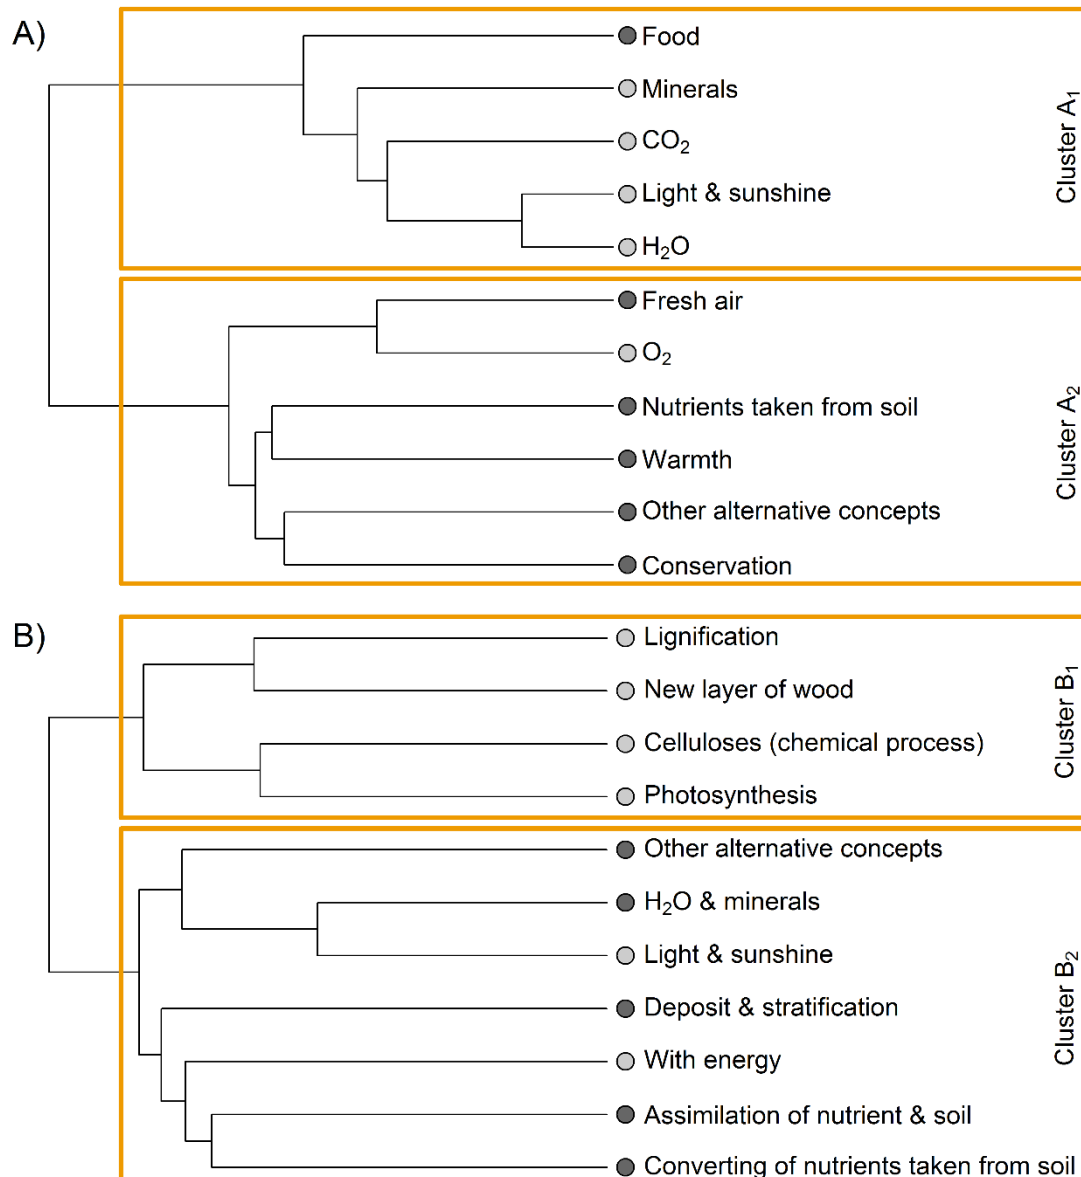 A)
Food
Minerals
CO₂
Light & sunshine
H₂O
Cluster A₁
Fresh air
O₂
Nutrients taken from soil
Warmth
Other alternative concepts
Conservation
Cluster A₂
B)
Lignification
New layer of wood
Celluloses (chemical process)
Photosynthesis
Cluster B₁
Other alternative concepts
H₂O & minerals
Light & sunshine
Deposit & stratification
With energy
Assimilation of nutrient & soil
Converting of nutrients taken from soil
Cluster B₂